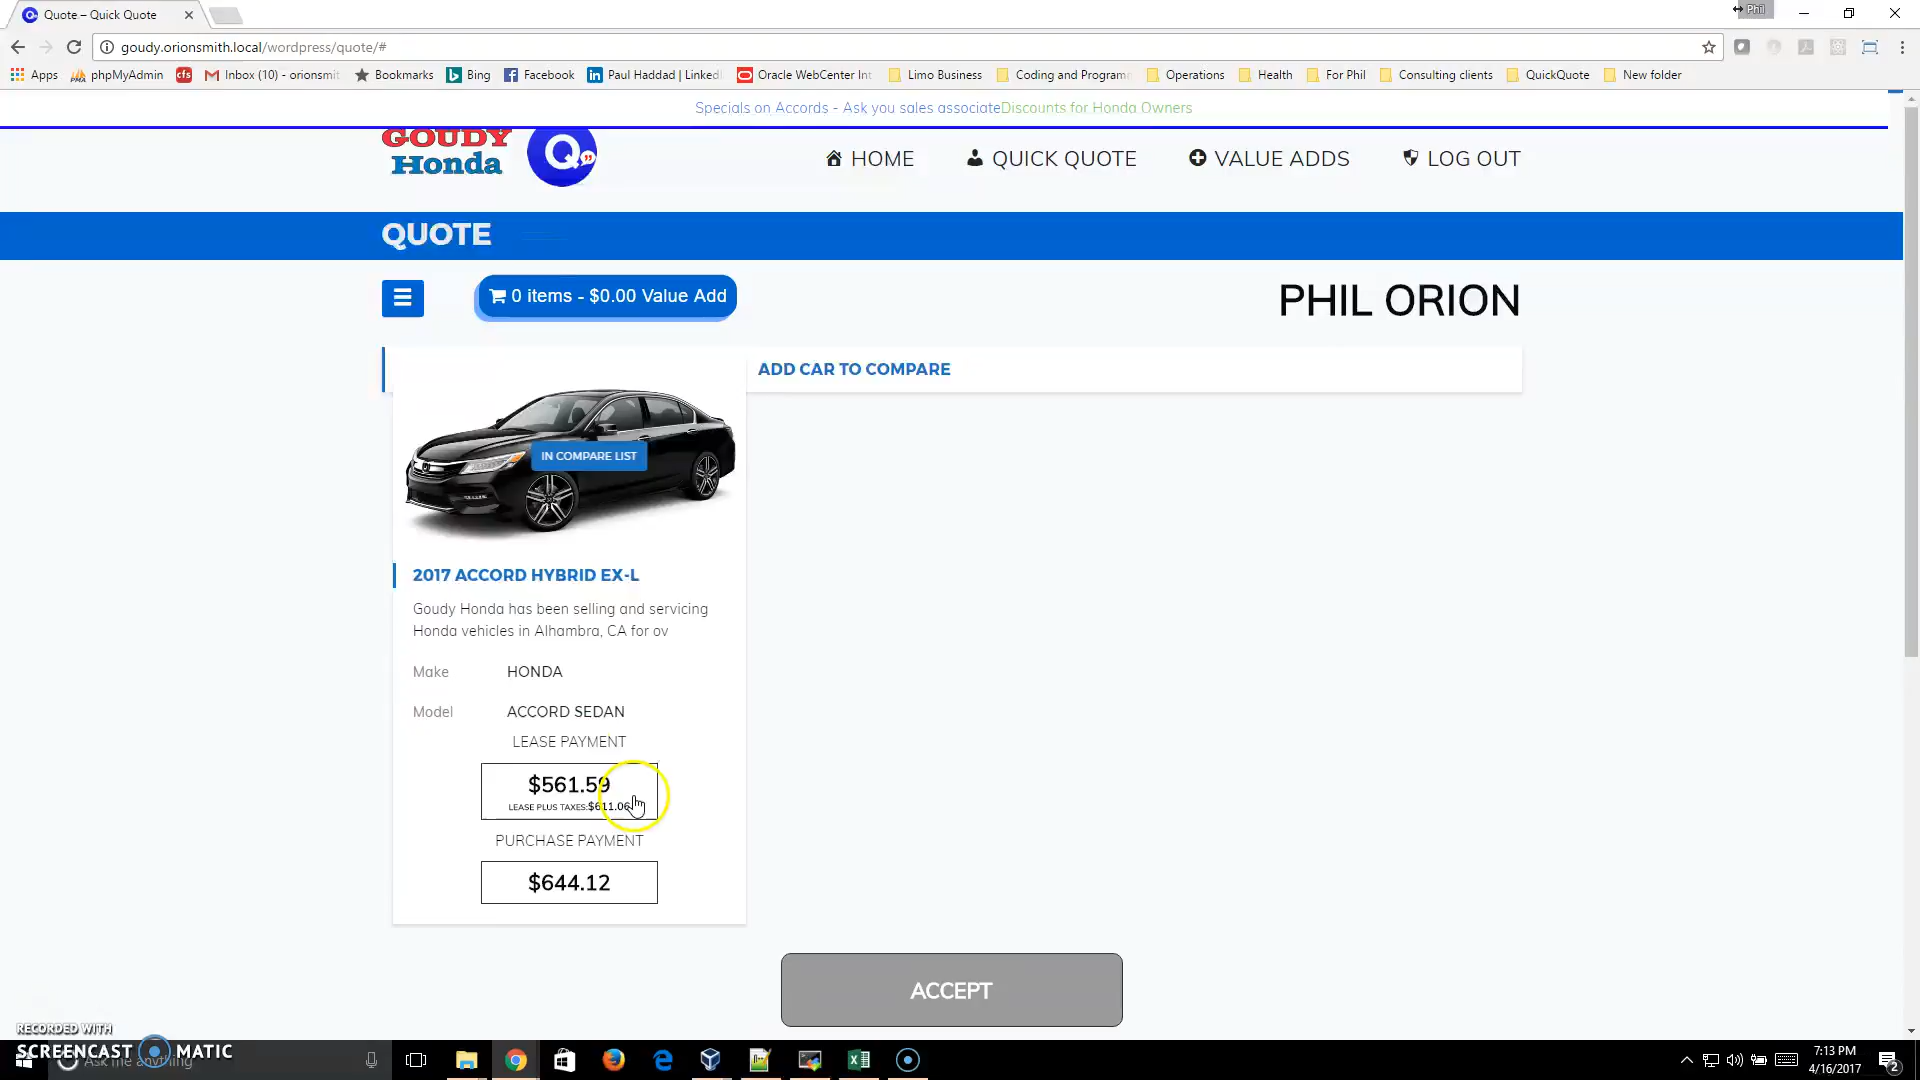 Quote – Quick Quote
Phil
goudy.orionsmith.local/wordpress/quote/#
Apps
phpMyAdmin
cfs
Inbox (10) - orionsmit
Bookmarks
Bing
Facebook
Paul Haddad | Linked
Oracle WebCenter Int
Limo Business
Coding and Program
Operations
Health
For Phil
Consulting clients
QuickQuote
New folder
Specials on Accords - Ask you sales associateDiscounts for Honda Owners
GOUDY
Honda
Q
HOME
QUICK QUOTE
VALUE ADDS
LOG OUT
QUOTE
0 items - $0.00 Value Add
PHIL ORION
ADD CAR TO COMPARE
IN COMPARE LIST
2017 ACCORD HYBRID EX-L
Goudy Honda has been selling and servicing
Honda vehicles in Alhambra, CA for ov
Make HONDA
Model ACCORD SEDAN
LEASE PAYMENT
$561.59
LEASE PLUS TAXES:$611.06
PURCHASE PAYMENT
$644.12
ACCEPT
RECORDED WITH
SCREENCAST MATIC
Ask me anything
7:13 PM
4/16/2017
2